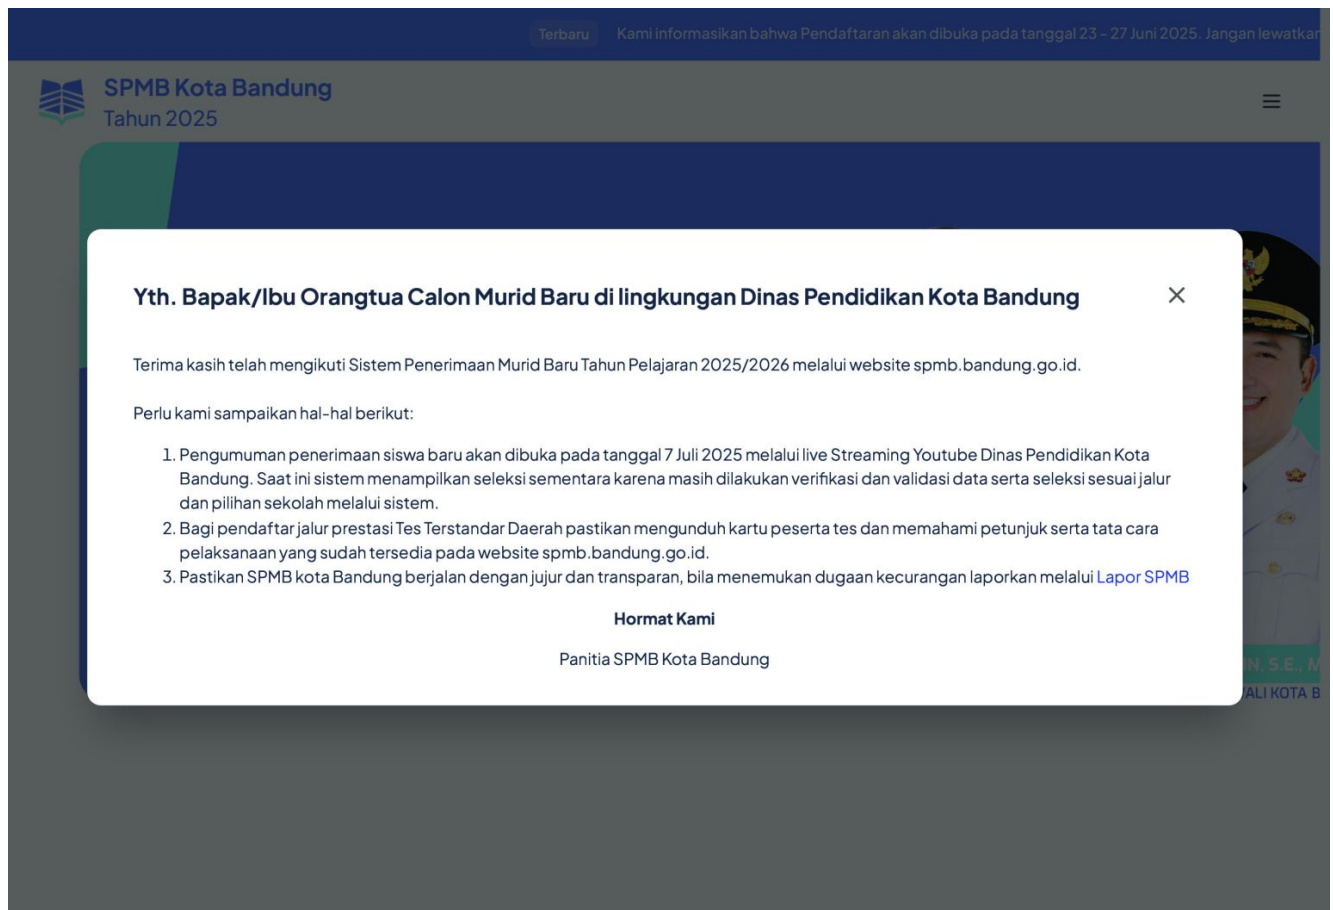 Terbaru Kami informasikan bahwa Pendaftaran akan dibuka pada tanggal 23 - 27 Juni 2025. Jangan lewatkan
SPMB Kota Bandung
Tahun 2025
Yth. Bapak/Ibu Orangtua Calon Murid Baru di lingkungan Dinas Pendidikan Kota Bandung
Terima kasih telah mengikuti Sistem Penerimaan Murid Baru Tahun Pelajaran 2025/2026 melalui website spmb.bandung.go.id.
Perlu kami sampaikan hal-hal berikut:
1. Pengumuman penerimaan siswa baru akan dibuka pada tanggal 7 Juli 2025 melalui live Streaming Youtube Dinas Pendidikan Kota
Bandung. Saat ini sistem menampilkan seleksi sementara karena masih dilakukan verifikasi dan validasi data serta seleksi sesuai jalur
dan pilihan sekolah melalui sistem.
2. Bagi pendaftar jalur prestasi Tes Terstandar Daerah pastikan mengunduh kartu peserta tes dan memahami petunjuk serta tata cara
pelaksanaan yang sudah tersedia pada website spmb.bandung.go.id.
3. Pastikan SPMB kota Bandung berjalan dengan jujur dan transparan, bila menemukan dugaan kecurangan laporkan melalui Lapor SPMB
Hormat Kami
Panitia SPMB Kota Bandung
N, S.E., M
ALI KOTA B